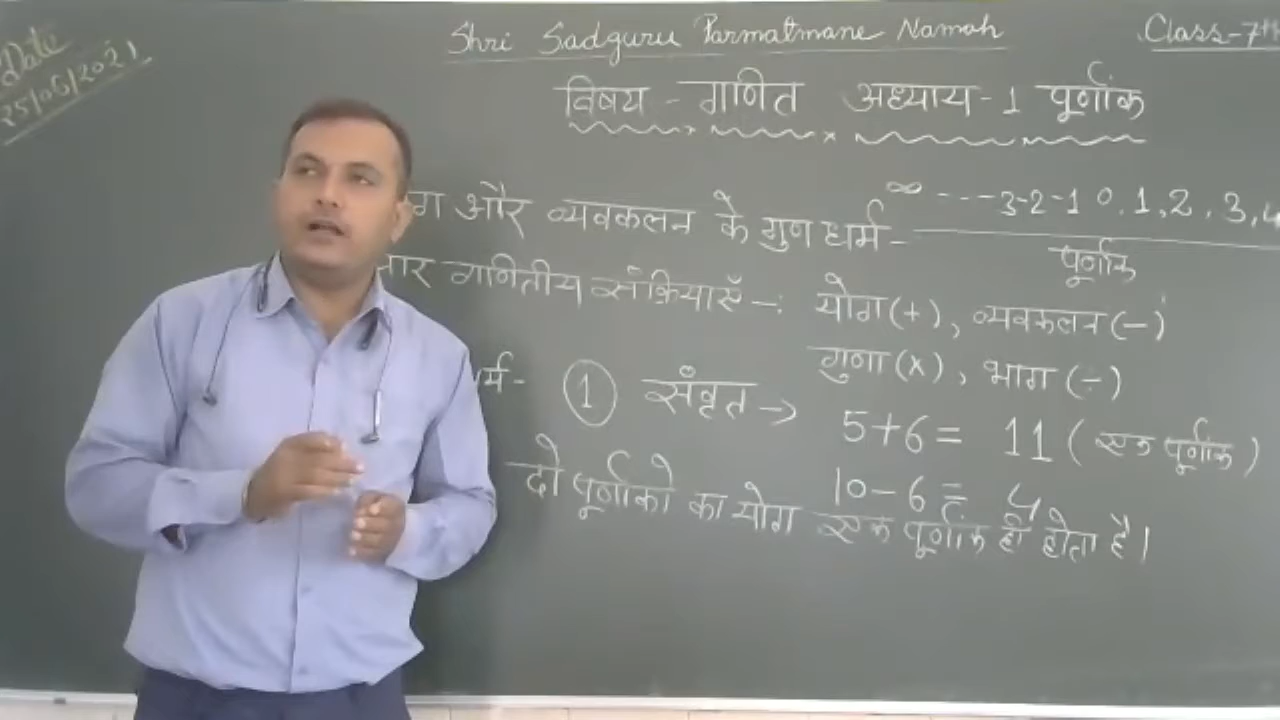 Date
25/06/2021
Shri Sadguru Parmatmane Namah
Class-7th
विषय - गणित अध्याय-1 पूर्णांक
ग और व्यवकलन के गुण धर्म-
∞ ----3-2-1 0,1,2,3,4
पूर्णांक
गणितीय संक्रियाएँ -: योग(+), व्यवकलन(-)
गुणा(x), भाग(÷)
र्म- ① संवृत →
5+6= 11 (एक पूर्णांक)
10-6= 4
दो पूर्णांको का योग एक पूर्णांक ही होता है।